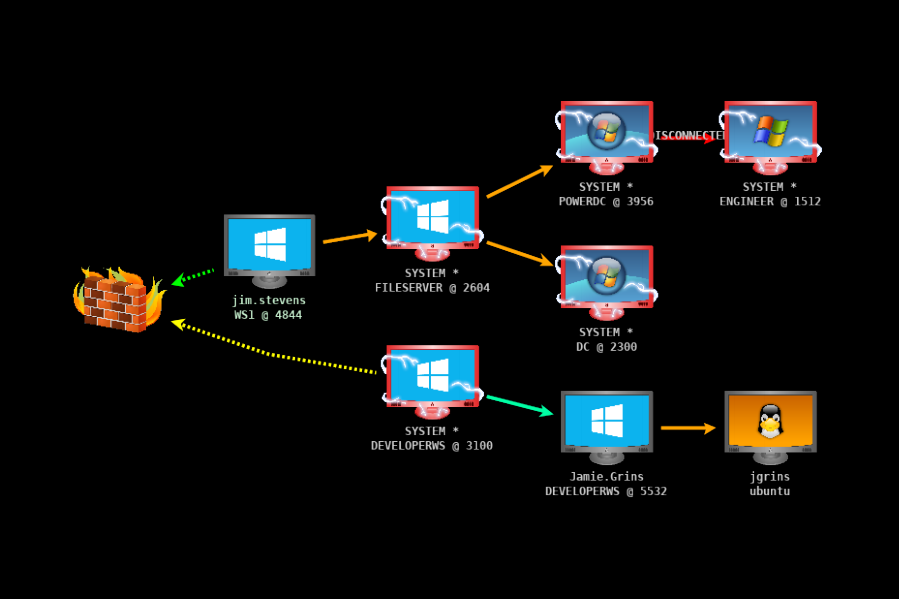 DISCONNECTED
SYSTEM *
POWERDC @ 3956
SYSTEM *
ENGINEER @ 1512
SYSTEM *
FILESERVER @ 2604
jim.stevens
WS1 @ 4844
SYSTEM *
DC @ 2300
SYSTEM *
DEVELOPERWS @ 3100
Jamie.Grins
DEVELOPERWS @ 5532
jgrins
ubuntu